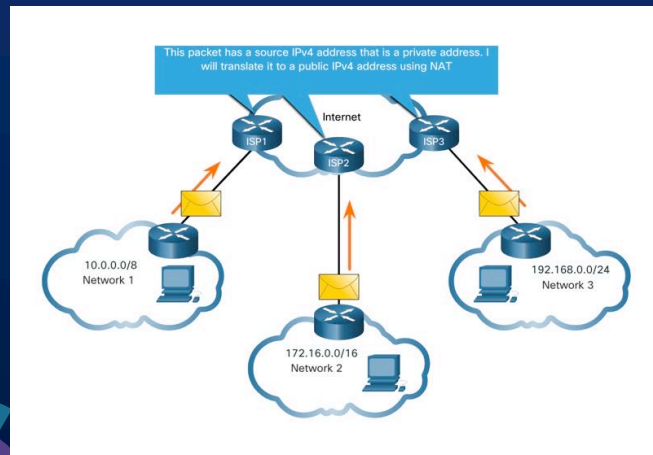 This packet has a source IPv4 address that is a private address. I
will translate it to a public IPv4 address using NAT
Internet
ISP1
ISP2
ISP3
10.0.0.0/8
Network 1
172.16.0.0/16
Network 2
192.168.0.0/24
Network 3